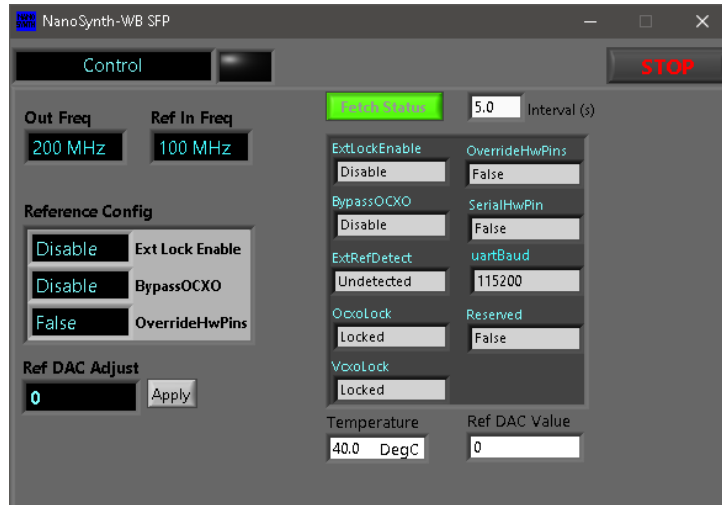 NANO SYNTH NanoSynth-WB SFP
Control
STOP
Fetch Status 5.0 Interval (s)
Out Freq Ref In Freq
200 MHz 100 MHz
Reference Config
Disable Ext Lock Enable
Disable BypassOCXO
False OverrideHwPins
Ref DAC Adjust
0 Apply
ExtLockEnable OverrideHwPins
Disable False
BypassOCXO SerialHwPin
Disable False
ExtRefDetect uartBaud
Undetected 115200
OcxoLock Reserved
Locked False
VcxoLock
Locked
Temperature Ref DAC Value
40.0 DegC 0